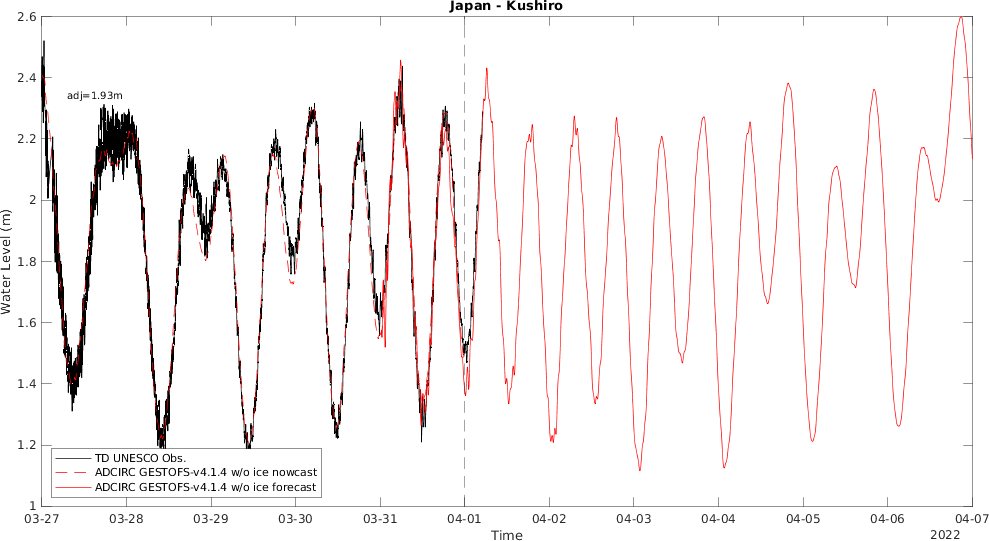 Japan - Kushiro
2.6
2.4
2.2
2
1.8
1.6
1.4
1.2
1
Water Level (m)
adj=1.93m
TD UNESCO Obs.
ADCIRC GESTOFS-v4.1.4 w/o ice nowcast
ADCIRC GESTOFS-v4.1.4 w/o ice forecast
03-27 03-28 03-29 03-30 03-31 04-01 04-02 04-03 04-04 04-05 04-06 04-07
Time
2022